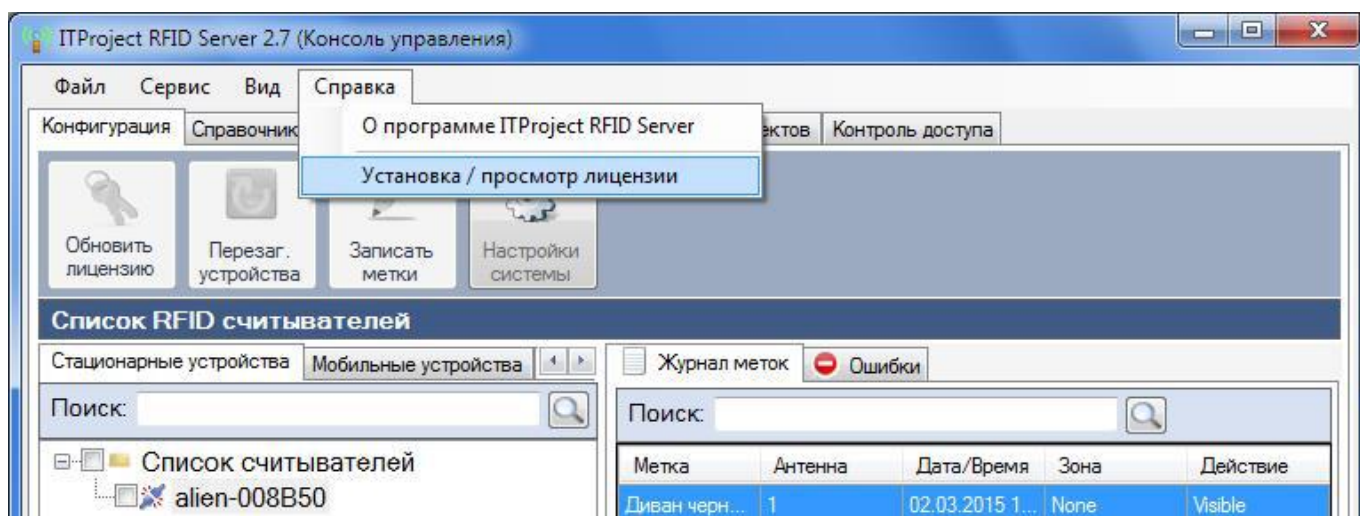 ITProject RFID Server 2.7 (Консоль управления)
Файл Сервис Вид Справка
О программе ITProject RFID Server
Установка / просмотр лицензии
Конфигурация Контроль доступа
Обновить лицензию
Перезаг. устройства
Записать метки
Настройки системы
Список RFID считывателей
Стационарные устройства Мобильные устройства
Журнал меток Ошибки
Поиск:
Поиск:
Список считывателей
alien-008B50
Метка Антенна Дата/Время Зона Действие
Диван черн... 1 02.03.2015 1... None Visible